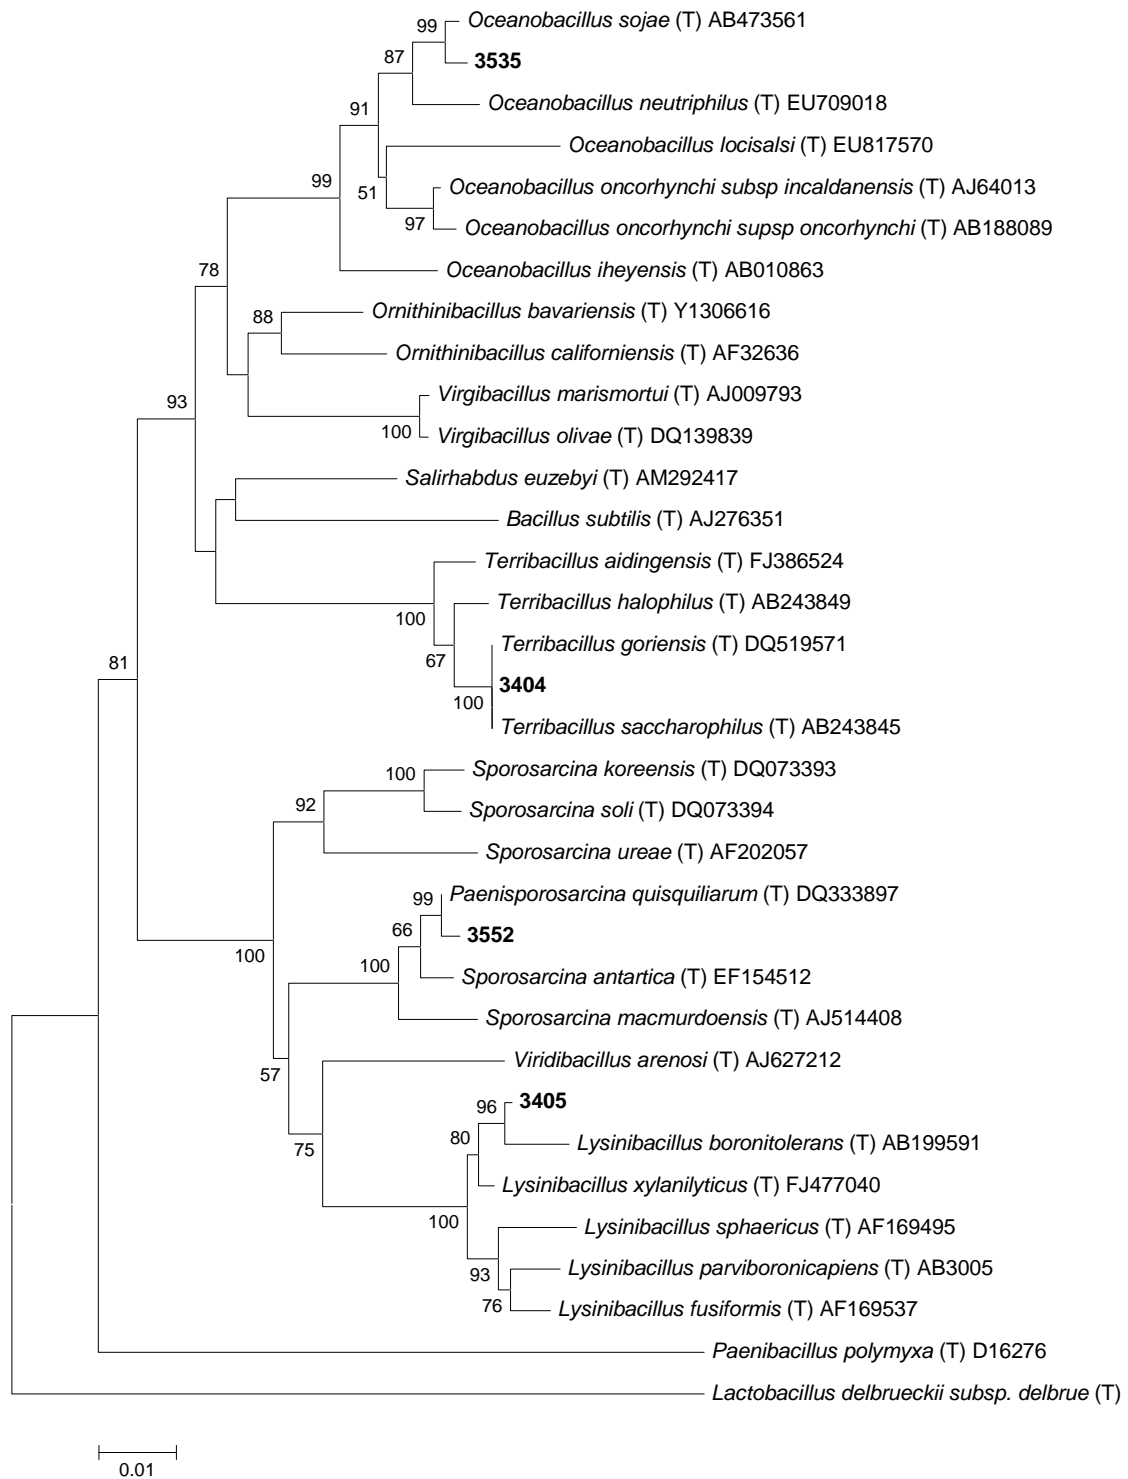 99
Oceanobacillus sojae (T) AB473561
87
3535
Oceanobacillus neutriphilus (T) EU709018
91
Oceanobacillus locisalsi (T) EU817570
99
51
Oceanobacillus oncorhynchi subsp incaldanensis (T) AJ64013
97
Oceanobacillus oncorhynchi supsp oncorhynchi (T) AB188089
78
Oceanobacillus iheyensis (T) AB010863
88
Ornithinibacillus bavariensis (T) Y1306616
Ornithinibacillus californiensis (T) AF32636
93
Virgibacillus marismortui (T) AJ009793
100
Virgibacillus olivae (T) DQ139839
Salirhabdus euzebyi (T) AM292417
Bacillus subtilis (T) AJ276351
Terribacillus aidingensis (T) FJ386524
100
Terribacillus halophilus (T) AB243849
67
Terribacillus goriensis (T) DQ519571
81
100
3404
Terribacillus saccharophilus (T) AB243845
100
Sporosarcina koreensis (T) DQ073393
92
Sporosarcina soli (T) DQ073394
Sporosarcina ureae (T) AF202057
99
Paenisporosarcina quisquiliarum (T) DQ333897
66
3552
100
100
Sporosarcina antartica (T) EF154512
Sporosarcina macmurdoensis (T) AJ514408
57
Viridibacillus arenosi (T) AJ627212
96
3405
80
75
Lysinibacillus boronitolerans (T) AB199591
Lysinibacillus xylanilyticus (T) FJ477040
100
Lysinibacillus sphaericus (T) AF169495
93
Lysinibacillus parviboronicapiens (T) AB3005
76
Lysinibacillus fusiformis (T) AF169537
Paenibacillus polymyxa (T) D16276
Lactobacillus delbrueckii subsp. delbrue (T)
0.01